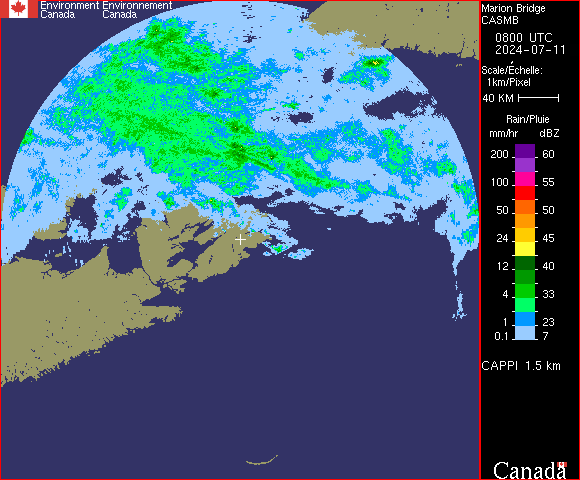 Environment Environnement
Canada Canada
Marion Bridge
CASMB
0800 UTC
2024-07-11
Scale/Échelle:
1km/Pixel
40 KM
Rain/Pluie
mm/hr dBZ
200 60
100 55
50 50
24 45
12 40
4 33
1 23
0.1 7
CAPPI 1.5 km
Canada